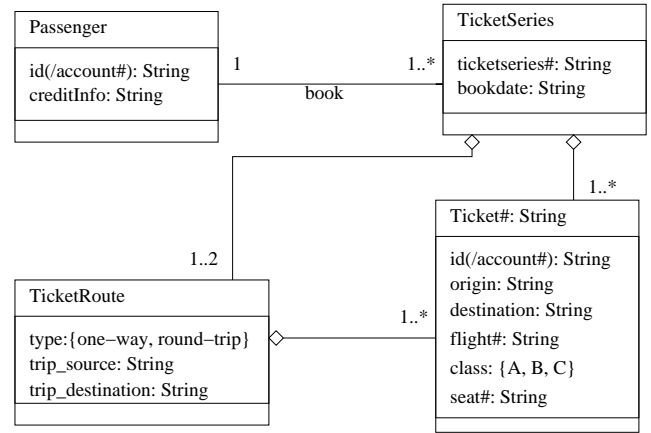 Passenger
id(/account#): String
creditInfo: String
1
1..*
book
TicketSeries
ticketseries#: String
bookdate: String
1..2
1..*
TicketRoute
type:{one−way, round−trip}
trip_source: String
trip_destination: String
1..*
Ticket#: String
id(/account#): String
origin: String
destination: String
flight#: String
class: {A, B, C}
seat#: String